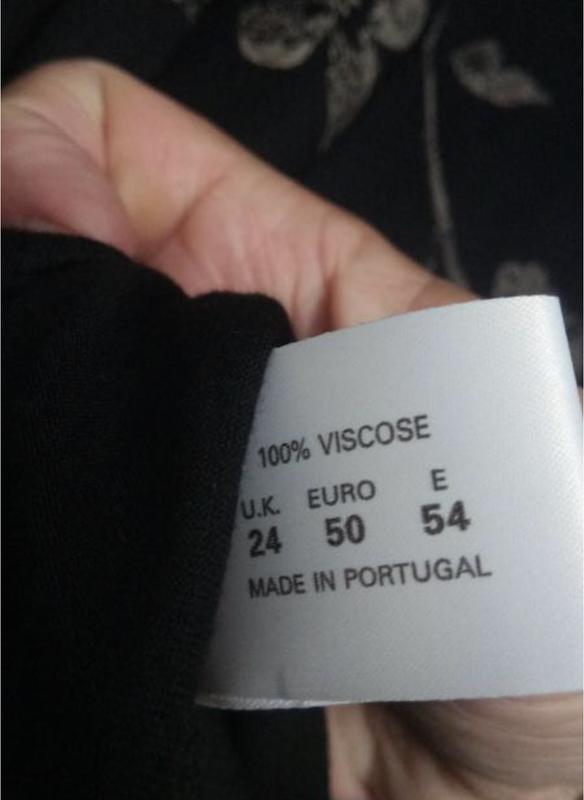 100% VISCOSE
U.K. EURO E
24 50 54
MADE IN PORTUGAL